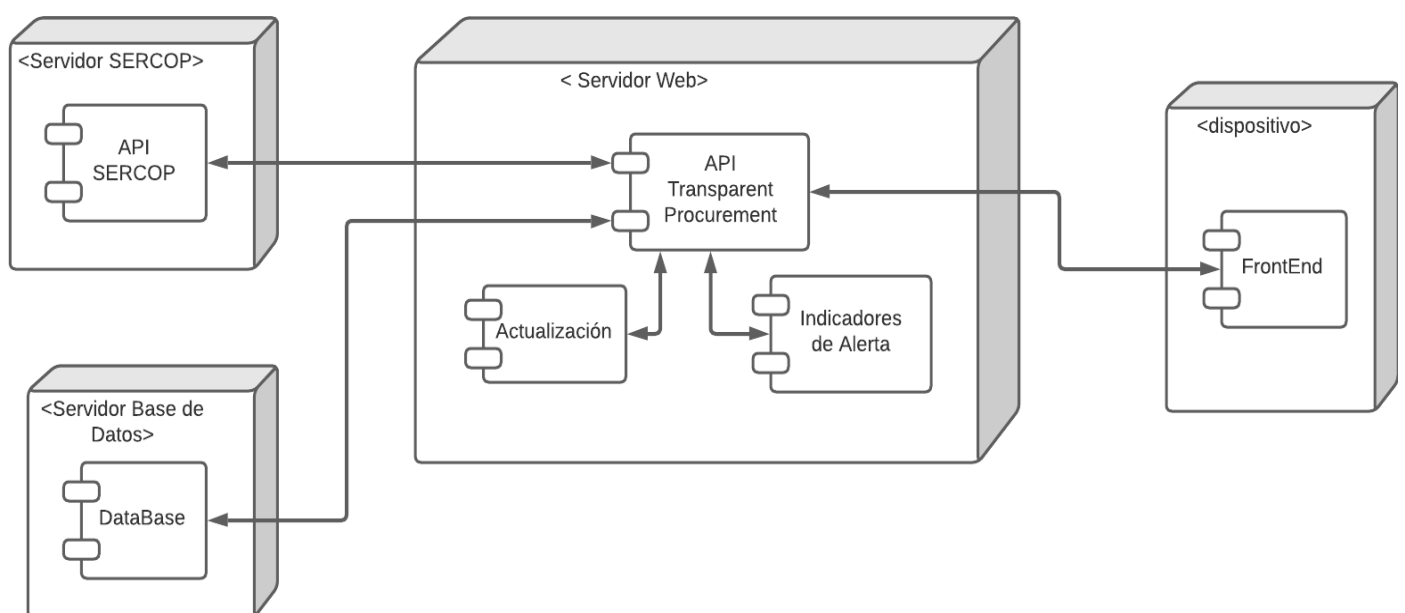 <Servidor SERCOP>
API
SERCOP
< Servidor Web>
API
Transparent
Procurement
Actualización
Indicadores
de Alerta
<dispositivo>
FrontEnd
<Servidor Base de
Datos>
DataBase